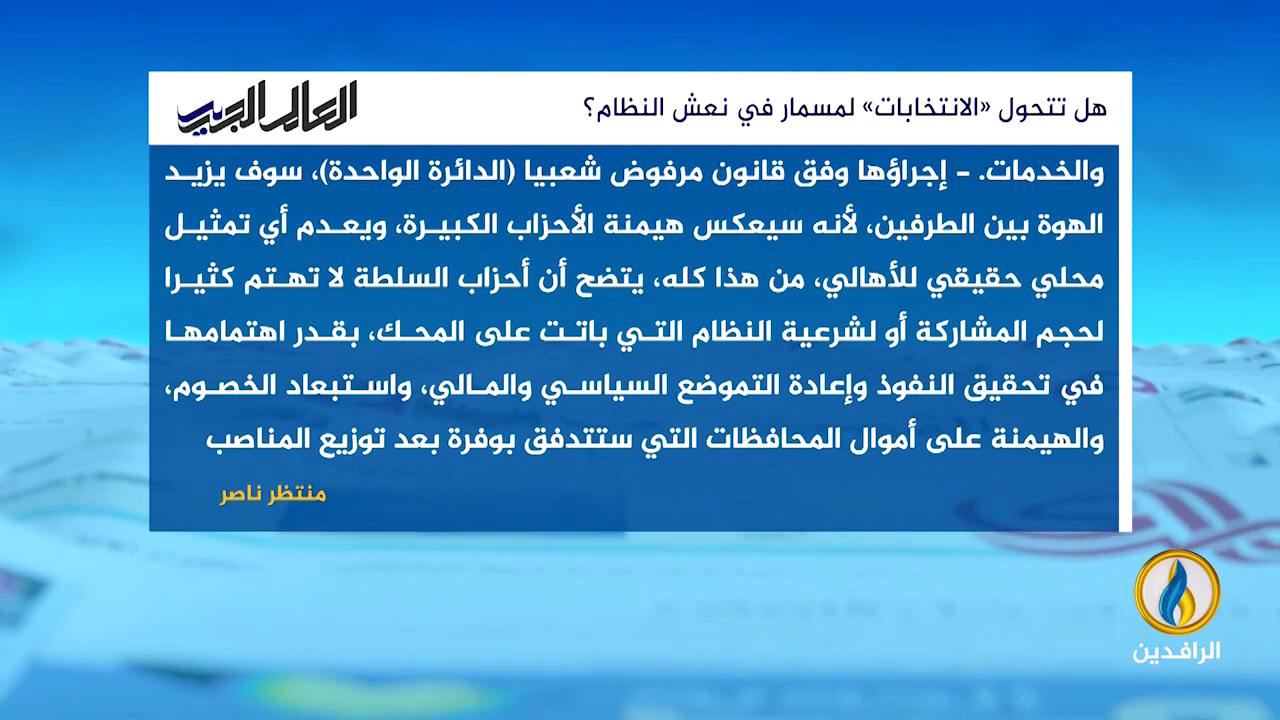 هل تتحول «الانتخابات» لمسمار في نعش النظام؟
العالم الجديد
والخدمات. - إجراؤها وفق قانون مرفوض شعبيا (الدائرة الواحدة)، سوف يزيد
الهوة بين الطرفين، لأنه سيعكس هيمنة الأحزاب الكبيرة، ويعدم أي تمثيل
محلي حقيقي للأهالي، من هذا كله، يتضح أن أحزاب السلطة لا تهتم كثيرا
لحجم المشاركة أو لشرعية النظام التي باتت على المحك، بقدر اهتمامها
في تحقيق النفوذ وإعادة التموضع السياسي والمالي، واستبعاد الخصوم،
والهيمنة على أموال المحافظات التي ستتدفق بوفرة بعد توزيع المناصب
منتظر ناصر
الرافدين